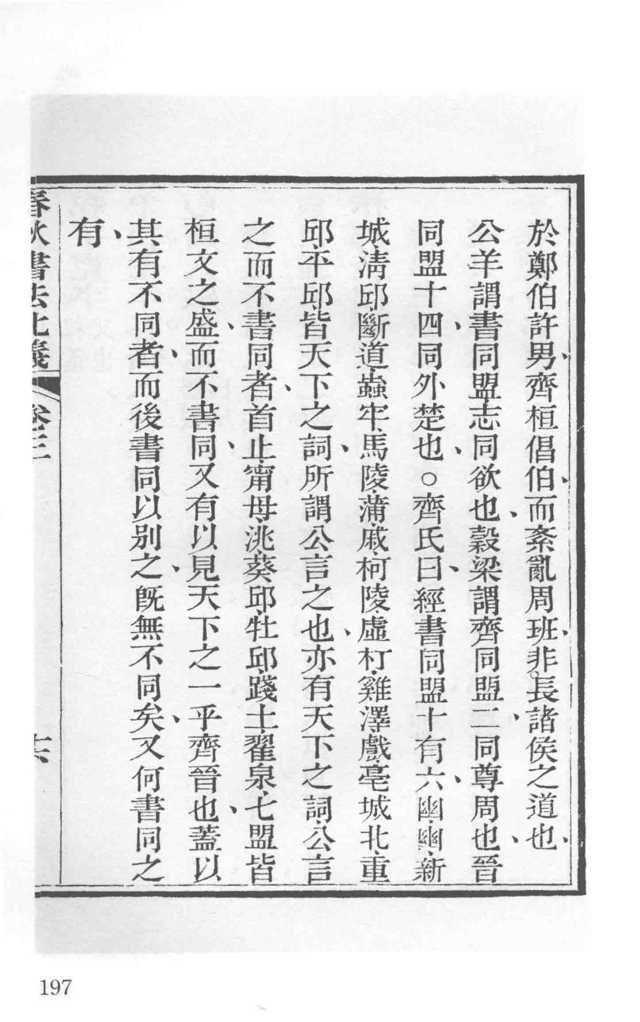 於鄭伯許男齊桓倡伯而紊亂周班非長諸侯之道也
公羊謂書同盟志同欲也穀梁謂齊同盟二同尊周也晉
同盟十四同外楚也○齊氏曰經書同盟十有六幽幽新
城淸邱斷道蟲牢馬陵蒲戚柯陵虛朾雞澤戲亳城北重
邱平邱皆天下之詞所謂公言之也亦有天下之詞公言
之而不書同者首止甯母洮葵邱牡邱踐土翟泉七盟皆
桓文之盛而不書同又有以見天下之一乎齊晉也蓋以
其有不同者而後書同以別之旣無不同矣又何書同之
有
春秋書法比義 卷三 六
197